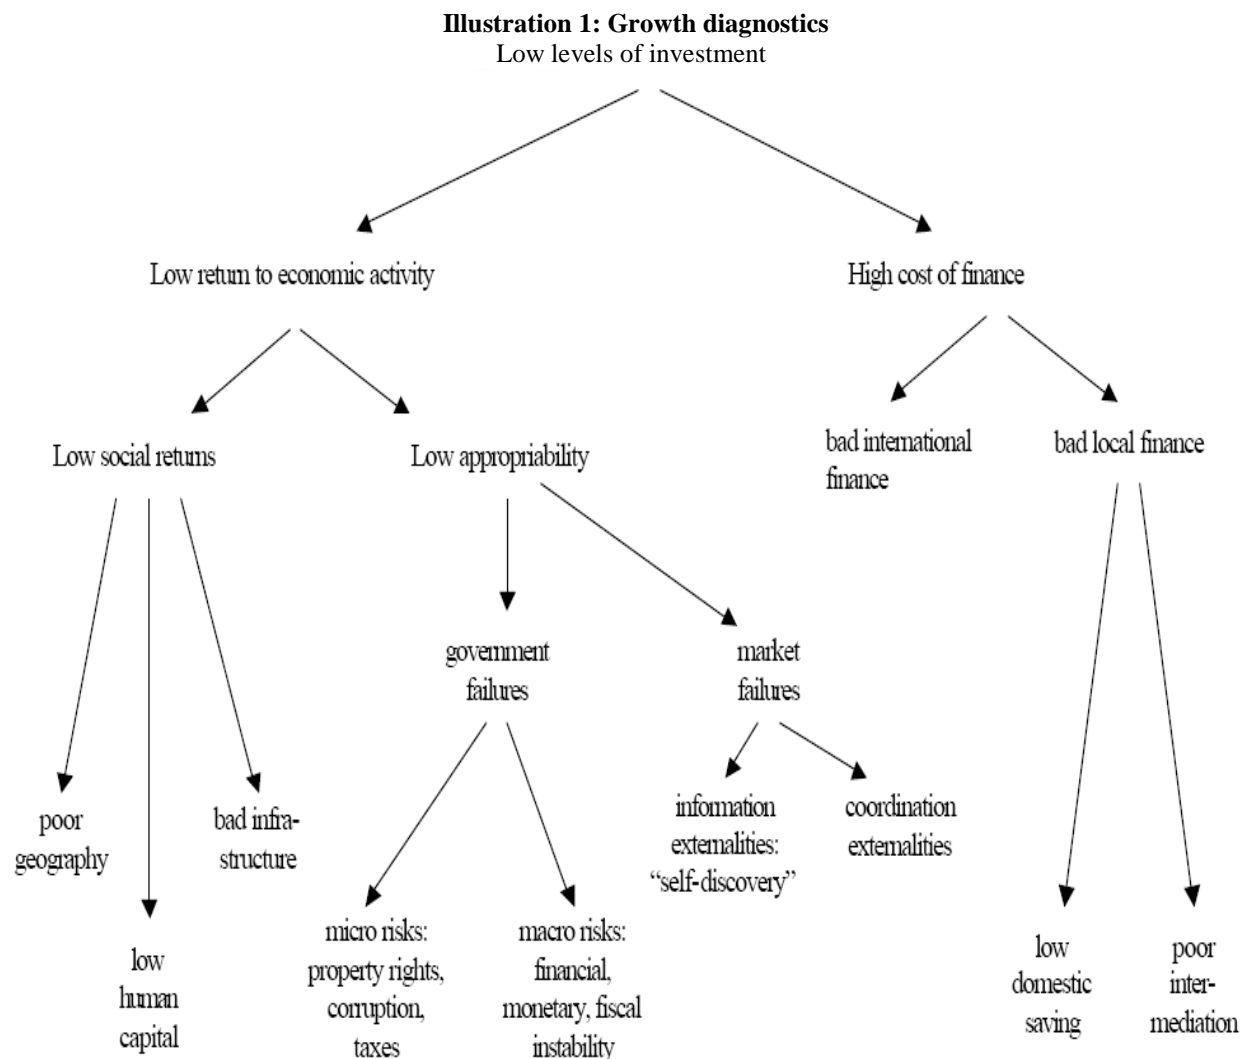 Illustration 1: Growth diagnostics
Low levels of investment
Low return to economic activity
High cost of finance
Low social returns
Low appropriability
bad international
finance
bad local finance
government
failures
market
failures
poor
geography
bad infra-
structure
information
externalities:
“self-discovery”
coordination
externalities
low
human
capital
micro risks:
property rights,
corruption,
taxes
macro risks:
financial,
monetary, fiscal
instability
low
domestic
saving
poor
inter-
mediation